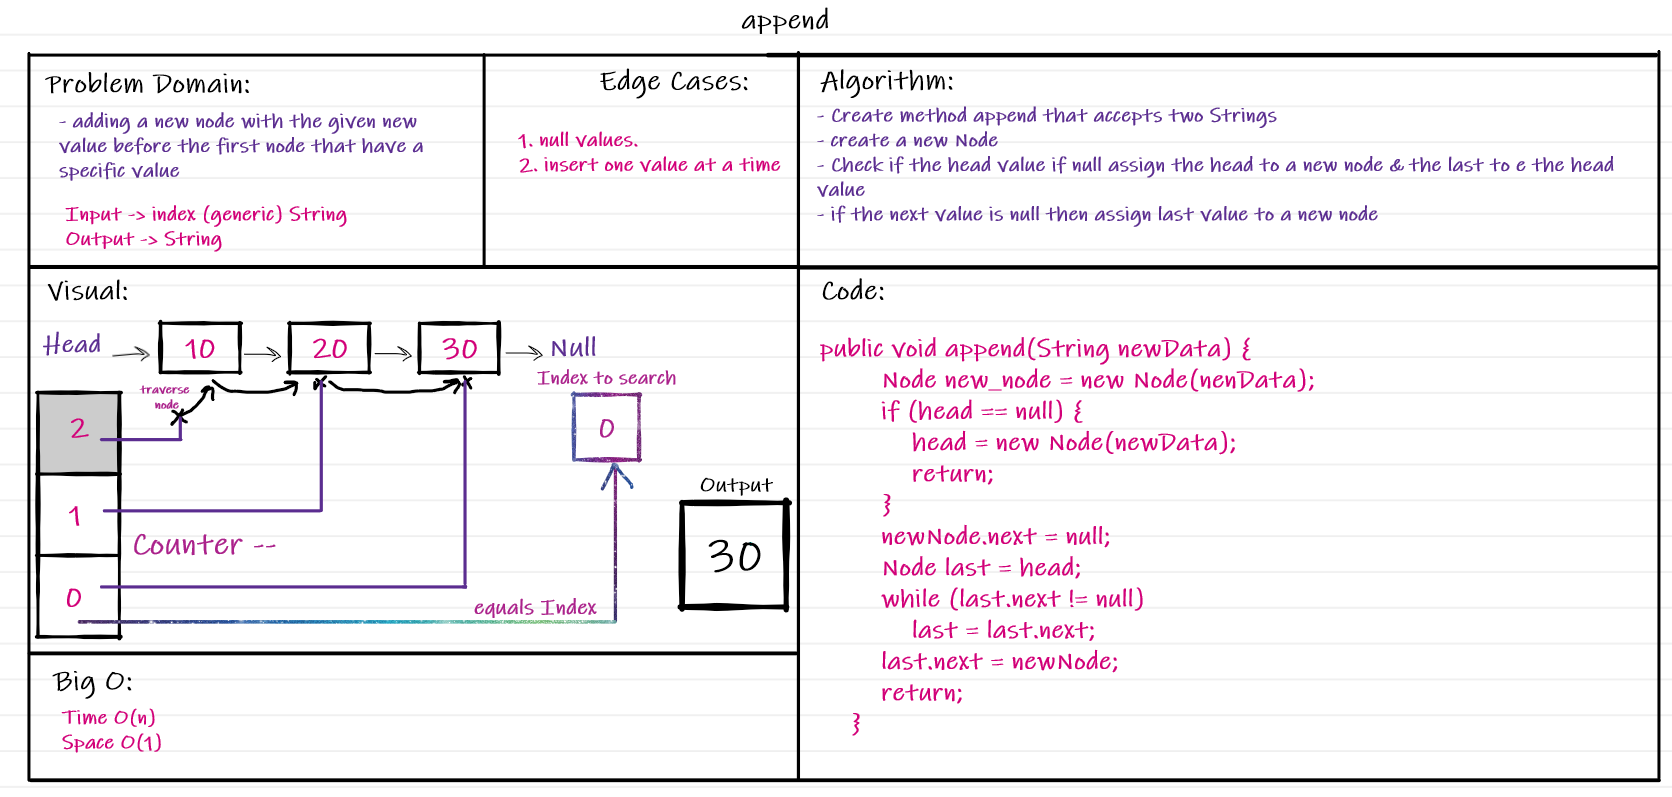 append
Problem Domain:
- adding a new node with the given new
value before the first node that have a
specific value
Input -> index (generic) String
Output -> String
Edge Cases:
1. null values.
2. insert one value at a time
Algorithm:
- Create method append that accepts two Strings
- create a new Node
- Check if the head value if null assign the head to a new node & the last to e the head
value
- if the next value is null then assign last value to a new node
Visual:
Head
10
20
30
Null
traverse
node
Index to search
0
2
1
0
Counter --
equals Index
Output
30
Big O:
Time O(n)
Space O(1)
Code:
public void append(String newData) {
Node new_node = new Node(nenData);
if (head == null) {
head = new Node(newData);
return;
}
newNode.next = null;
Node last = head;
while (last.next != null)
last = last.next;
last.next = newNode;
return;
}